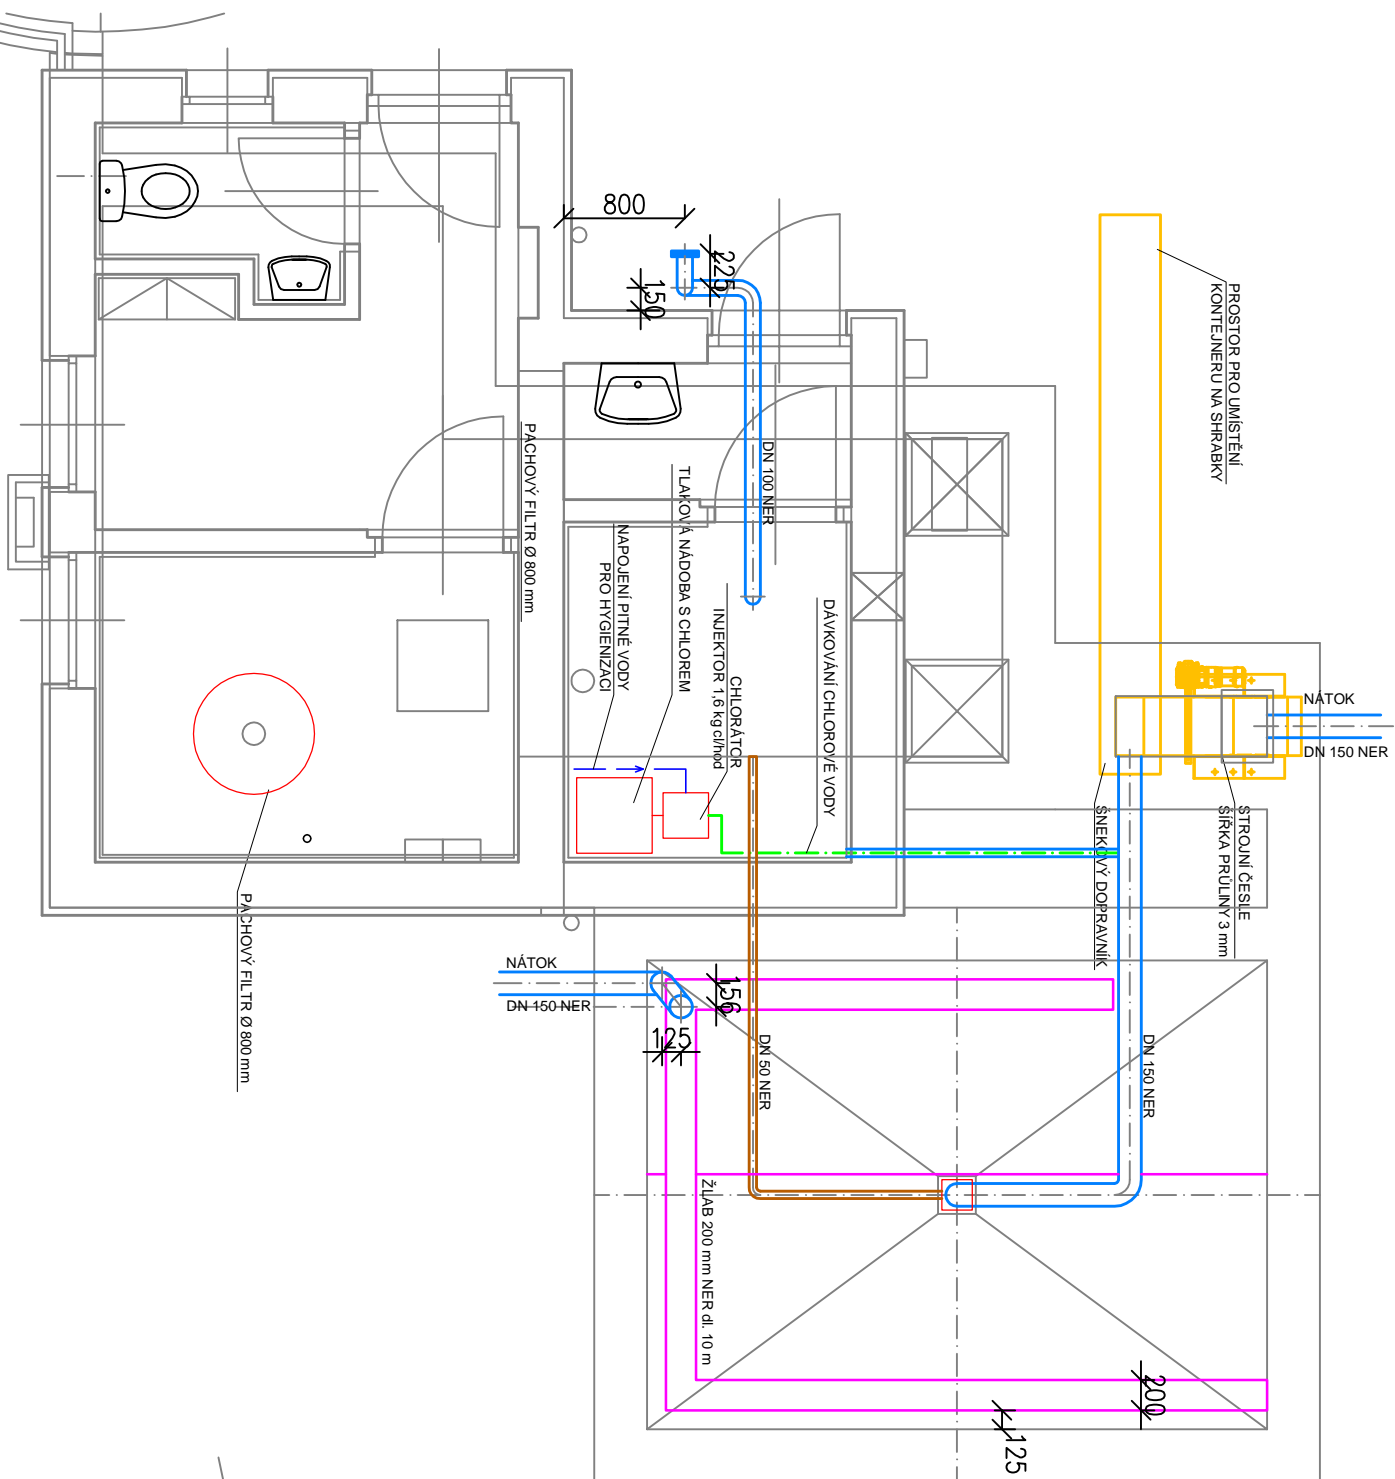 800
225
150
PROSTOR PRO UMÍSTĚNÍ
KONTEJNERU NA SHRABKY
PACHOVÝ FILTR Ø 800 mm
TLAKOVÁ NÁDOBA S CHLOREM
DN 100 NER
NAPOJENÍ PITNÉ VODY
PRO HYGIENIZACI
CHLORÁTOR
INJEKTOR 1,6 kg cl/hod
DÁVKOVÁNÍ CHLOROVÉ VODY
NÁTOK
DN 150 NER
STROJNÍ ČESLE
ŠÍŘKA PRŮLINY 3 mm
ŠNEKOVÝ DOPRAVNÍK
PACHOVÝ FILTR Ø 800 mm
NÁTOK
DN 150 NER
156
125
DN 50 NER
DN 150 NER
ŽLAB 200 mm NER dl. 10 m
200
125